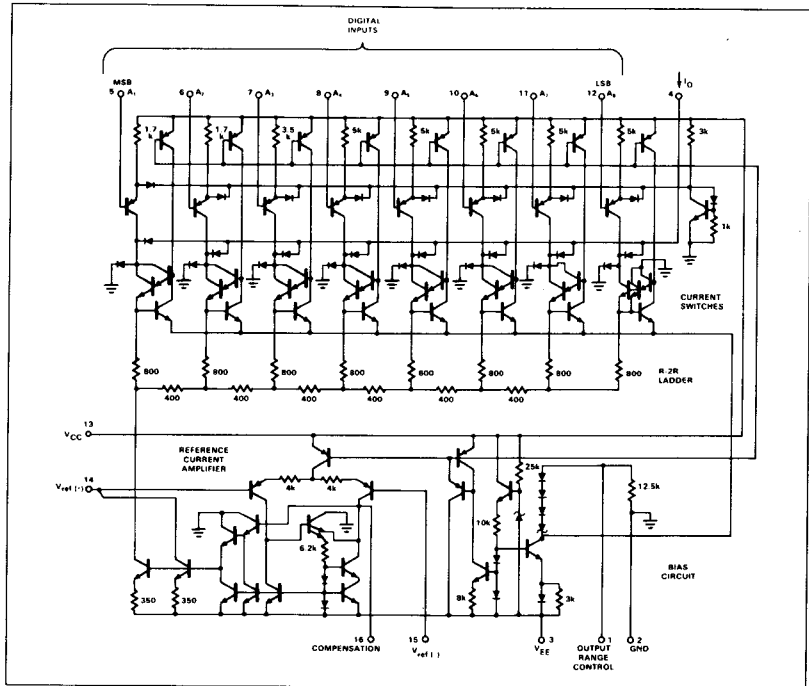 DIGITAL
INPUTS
MSB LSB IO
5 A1 6 A2 7 A3 8 A4 9 A5 10 A6 11 A7 12 A8 4
1.7 k 1.7 k 3.5 k 5k 5k 5k 5k 5k 3k
1k
CURRENT
SWITCHES
800 800 800 800 800 800 800 800
R-2R
LADDER
400 400 400 400 400 400
13
VCC
REFERENCE
CURRENT
AMPLIFIER
25k
14
Vref (+)
4k 4k
12.5k
10k
6.2k
BIAS
CIRCUIT
350 350 8k 3k
16 15 3 1 2
COMPENSATION Vref (-) VEE OUTPUT GND
RANGE
CONTROL